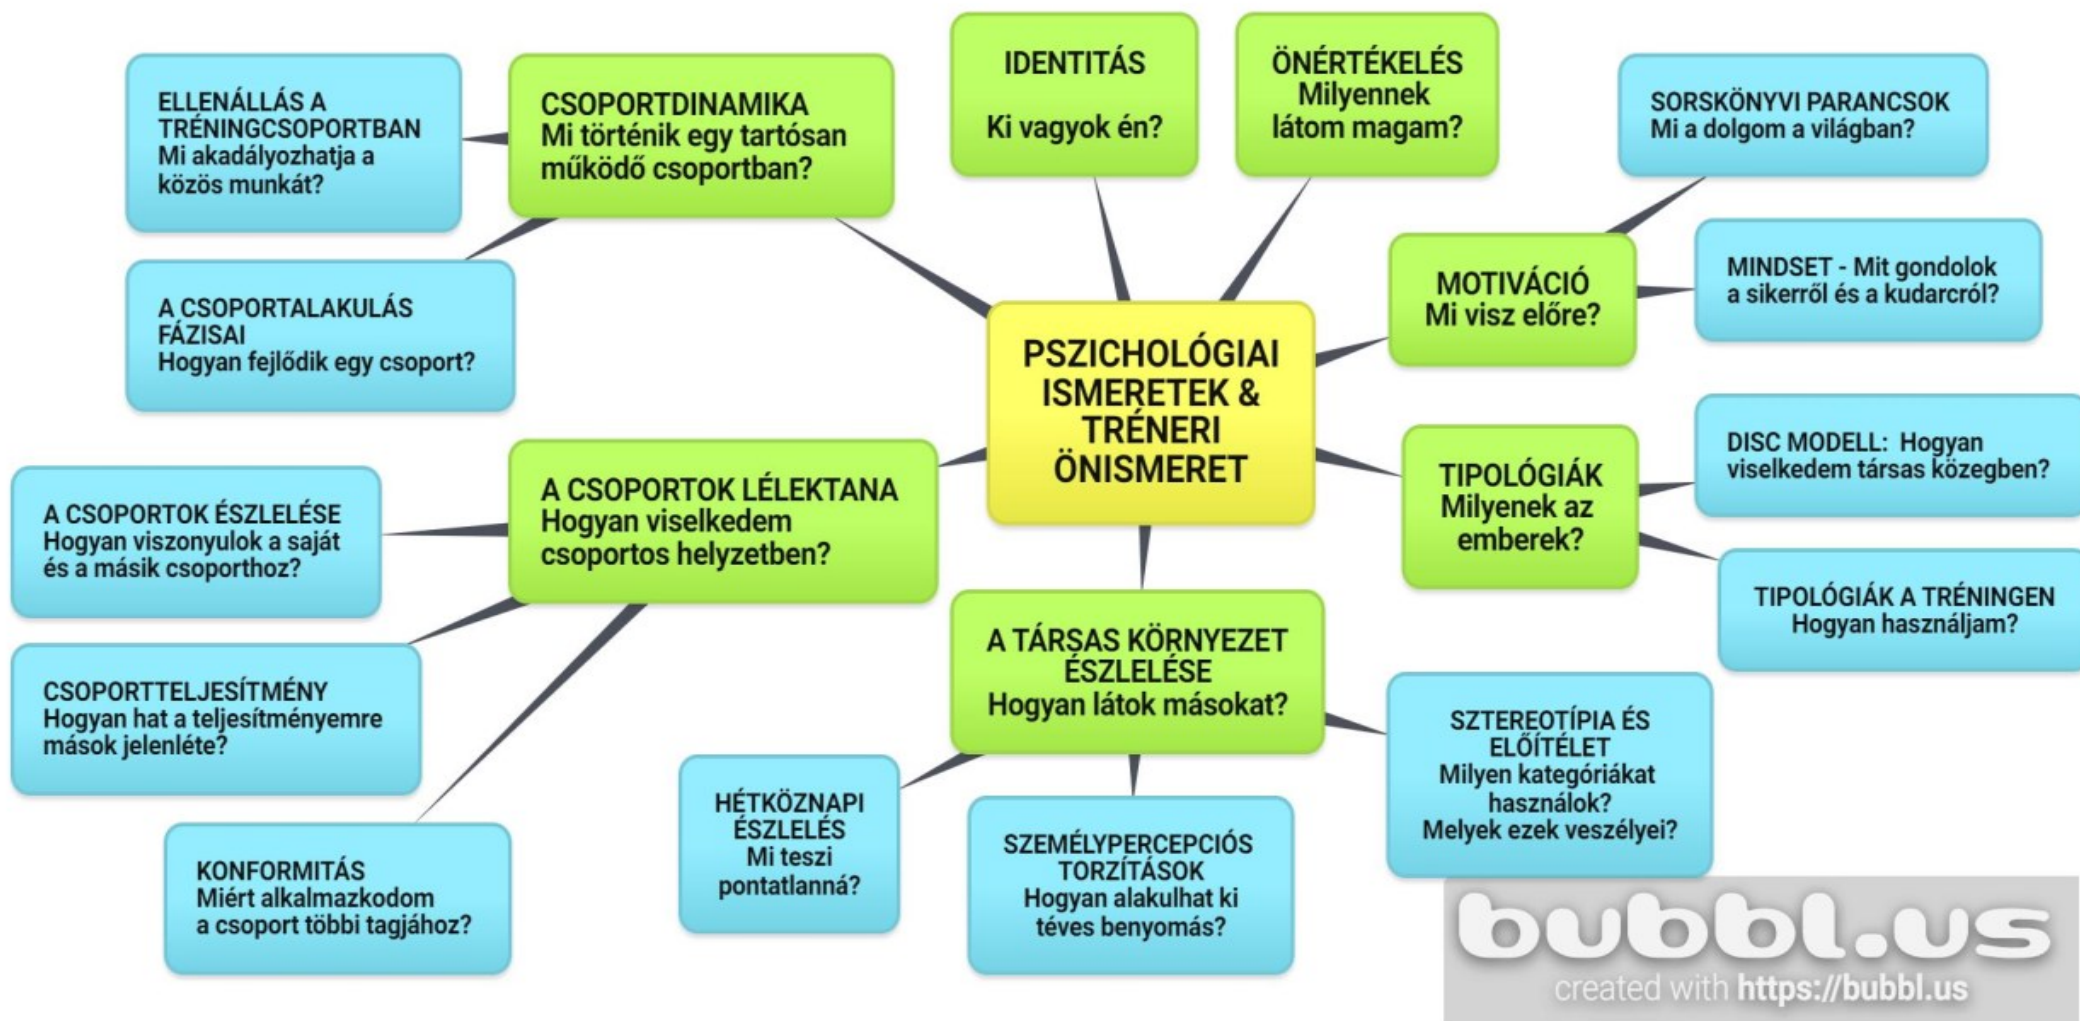 IDENTITÁS
Ki vagyok én?
ÖNÉRTÉKELÉS
Milyennek
látom magam?
ELLENÁLLÁS A
TRÉNINGCSOPORTBAN
Mi akadályozhatja a
közös munkát?
CSOPORTDINAMIKA
Mi történik egy tartósan
működő csoportban?
SORSKÖNYVI PARANCSOK
Mi a dolgom a világban?
A CSOPORTALAKULÁS
FÁZISAI
Hogyan fejlődik egy csoport?
MOTIVÁCIÓ
Mi visz előre?
MINDSET - Mit gondolok
a sikerről és a kudarcról?
PSZICHOLÓGIAI
ISMERETEK &
TRÉNERI
ÖNISMERET
A CSOPORTOK ÉSZLELÉSE
Hogyan viszonyulok a saját
és a másik csoporthoz?
A CSOPORTOK LÉLEKTANA
Hogyan viselkedem
csoportos helyzetben?
TIPOLÓGIÁK
Milyenek az
emberek?
DISC MODELL: Hogyan
viselkedem társas közegben?
TIPOLÓGIÁK A TRÉNINGEN
Hogyan használjam?
CSOPORTTELJESÍTMÉNY
Hogyan hat a teljesítményemre
mások jelenléte?
A TÁRSAS KÖRNYEZET
ÉSZLELÉSE
Hogyan látok másokat?
SZTEREOTÍPIA ÉS
ELŐÍTÉLET
Milyen kategóriákat
használok?
Melyek ezek veszélyei?
KONFORMITÁS
Miért alkalmazkodom
a csoport többi tagjához?
HÉTKÖZNAPI
ÉSZLELÉS
Mi teszi
pontatlanná?
SZEMÉLYPERCEPCIÓS
TORZÍTÁSOK
Hogyan alakulhat ki
téves benyomás?
bubbl.us
created with https://bubbl.us